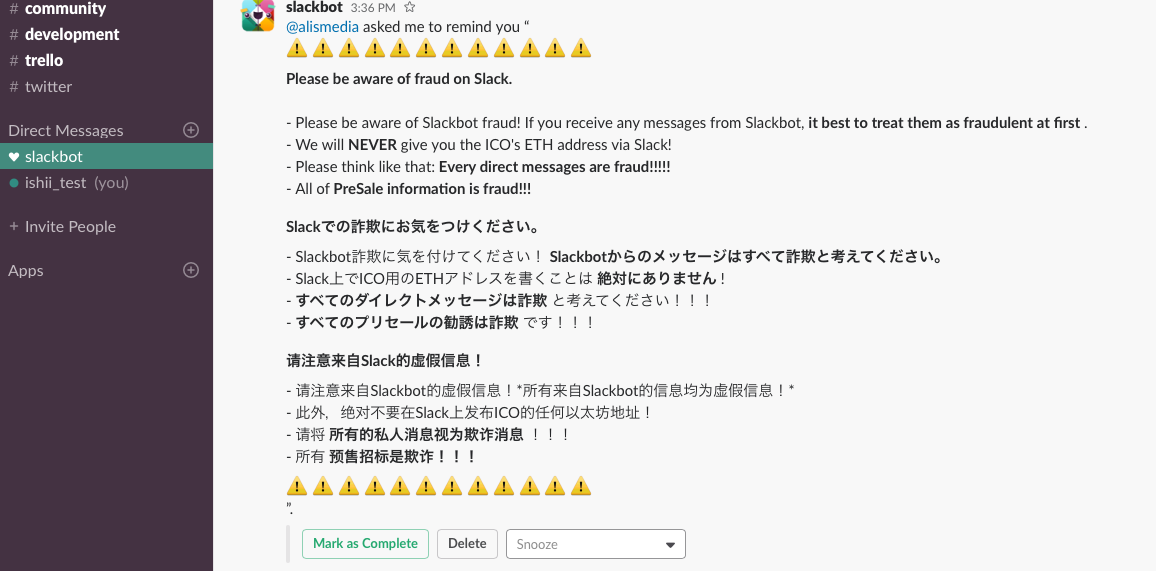 # community
# development
# trello
# twitter
Direct Messages
slackbot
ishii_test (you)
+ Invite People
Apps
slackbot 3:36 PM
@alismedia asked me to remind you “
Please be aware of fraud on Slack.
- Please be aware of Slackbot fraud! If you receive any messages from Slackbot, it best to treat them as fraudulent at first .
- We will NEVER give you the ICO's ETH address via Slack!
- Please think like that: Every direct messages are fraud!!!!!
- All of PreSale information is fraud!!!
Slackでの詐欺にお気をつけください。
- Slackbot詐欺に気を付けてください！ Slackbotからのメッセージはすべて詐欺と考えてください。
- Slack上でICO用のETHアドレスを書くことは 絶対にありません !
- すべてのダイレクトメッセージは詐欺 と考えてください！！！
- すべてのプリセールの勧誘は詐欺 です！！！
请注意来自Slack的虚假信息！
- 请注意来自Slackbot的虚假信息！*所有来自Slackbot的信息均为虚假信息！*
- 此外，绝对不要在Slack上发布ICO的任何以太坊地址！
- 请将 所有的私人消息视为欺诈消息 ！！！
- 所有 预售招标是欺诈！！！
”.
Mark as Complete
Delete
Snooze